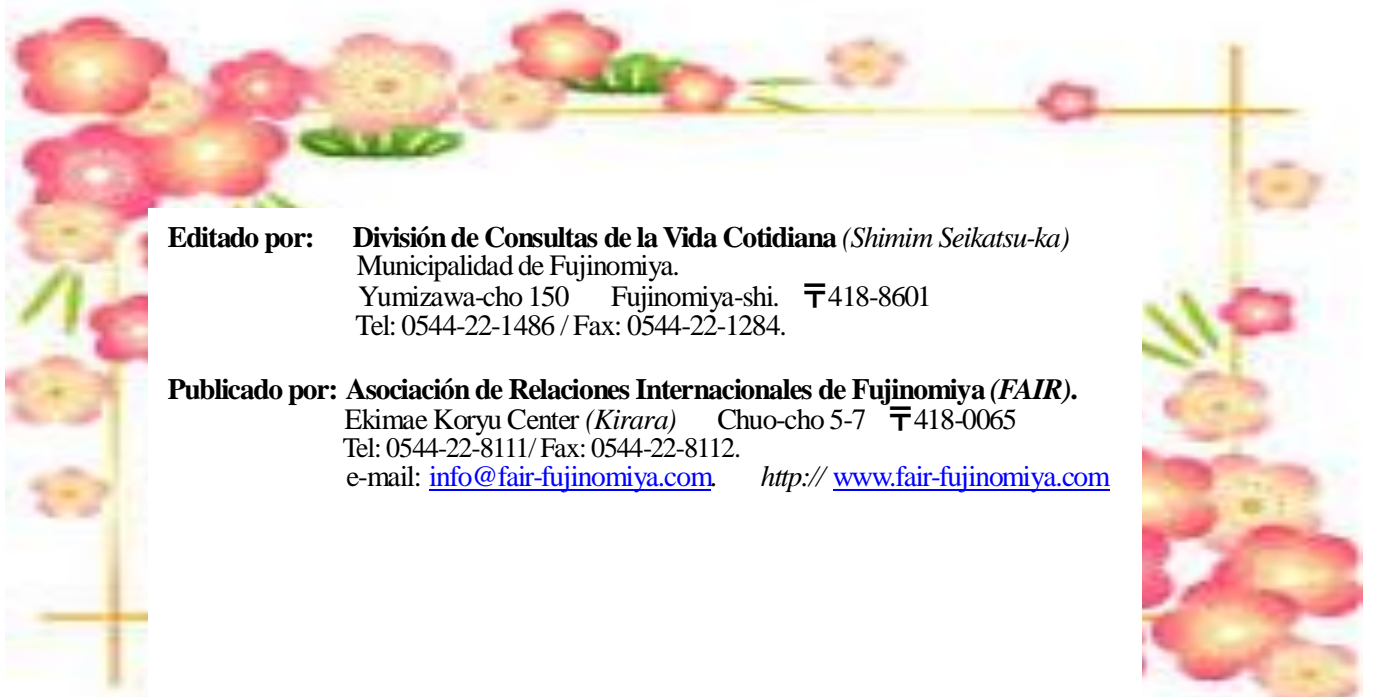 Editado por: División de Consultas de la Vida Cotidiana (Shimim Seikatsu-ka)
Municipalidad de Fujinomiya.
Yumizawa-cho 150 Fujinomiya-shi. 〒418-8601
Tel: 0544-22-1486 / Fax: 0544-22-1284.
Publicado por: Asociación de Relaciones Internacionales de Fujinomiya (FAIR).
Ekimae Koryu Center (Kirara) Chuo-cho 5-7 〒418-0065
Tel: 0544-22-8111/ Fax: 0544-22-8112.
e-mail: info@fair-fujinomiya.com. http:// www.fair-fujinomiya.com